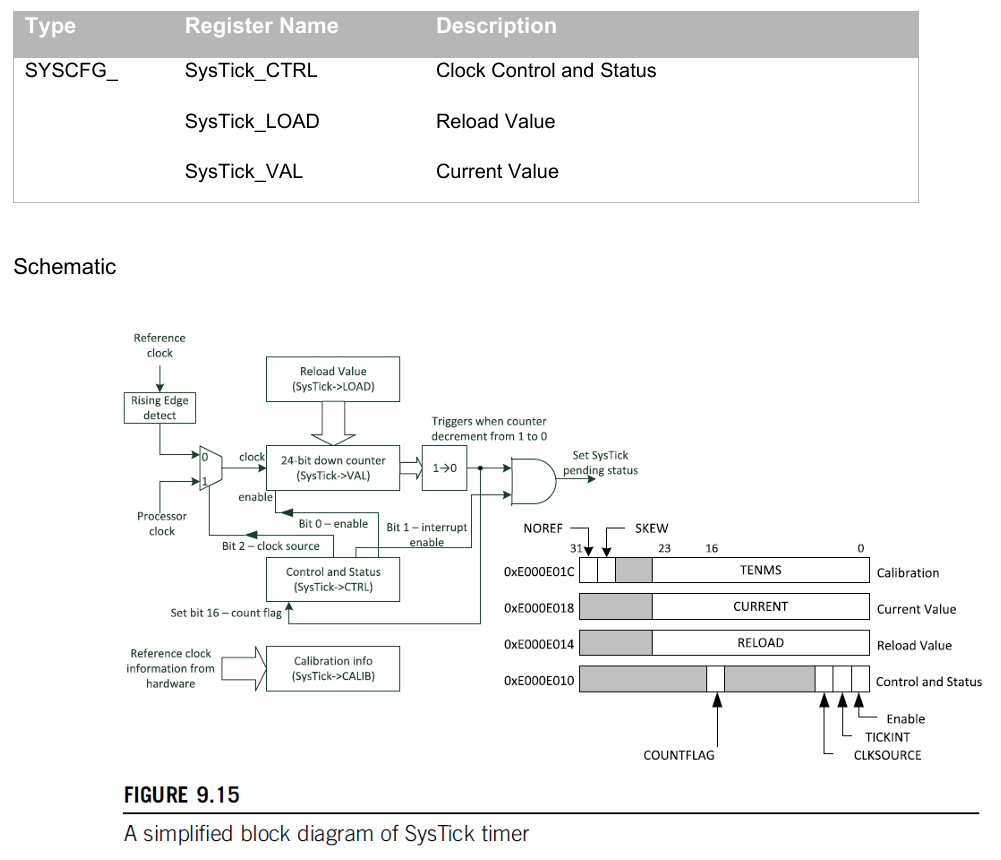 Type Register Name Description
SYSCFG_ SysTick_CTRL Clock Control and Status
SysTick_LOAD Reload Value
SysTick_VAL Current Value
Schematic
Reference
clock
Rising Edge
detect
Reload Value
(SysTick->LOAD)
Triggers when counter
decrement from 1 to 0
0
1
clock
24-bit down counter
(SysTick->VAL)
1→0
Set SysTick
pending status
enable
Processor
clock
Bit 0 – enable
Bit 1 – interrupt
enable
Bit 2 – clock source
Control and Status
(SysTick->CTRL)
Set bit 16 – count flag
Reference clock
information from
hardware
Calibration info
(SysTick->CALIB)
NOREF SKEW
31 23 16 0
0xE000E01C TENMS Calibration
0xE000E018 CURRENT Current Value
0xE000E014 RELOAD Reload Value
0xE000E010 Control and Status
Enable
TICKINT
COUNTFLAG CLKSOURCE
FIGURE 9.15
A simplified block diagram of SysTick timer